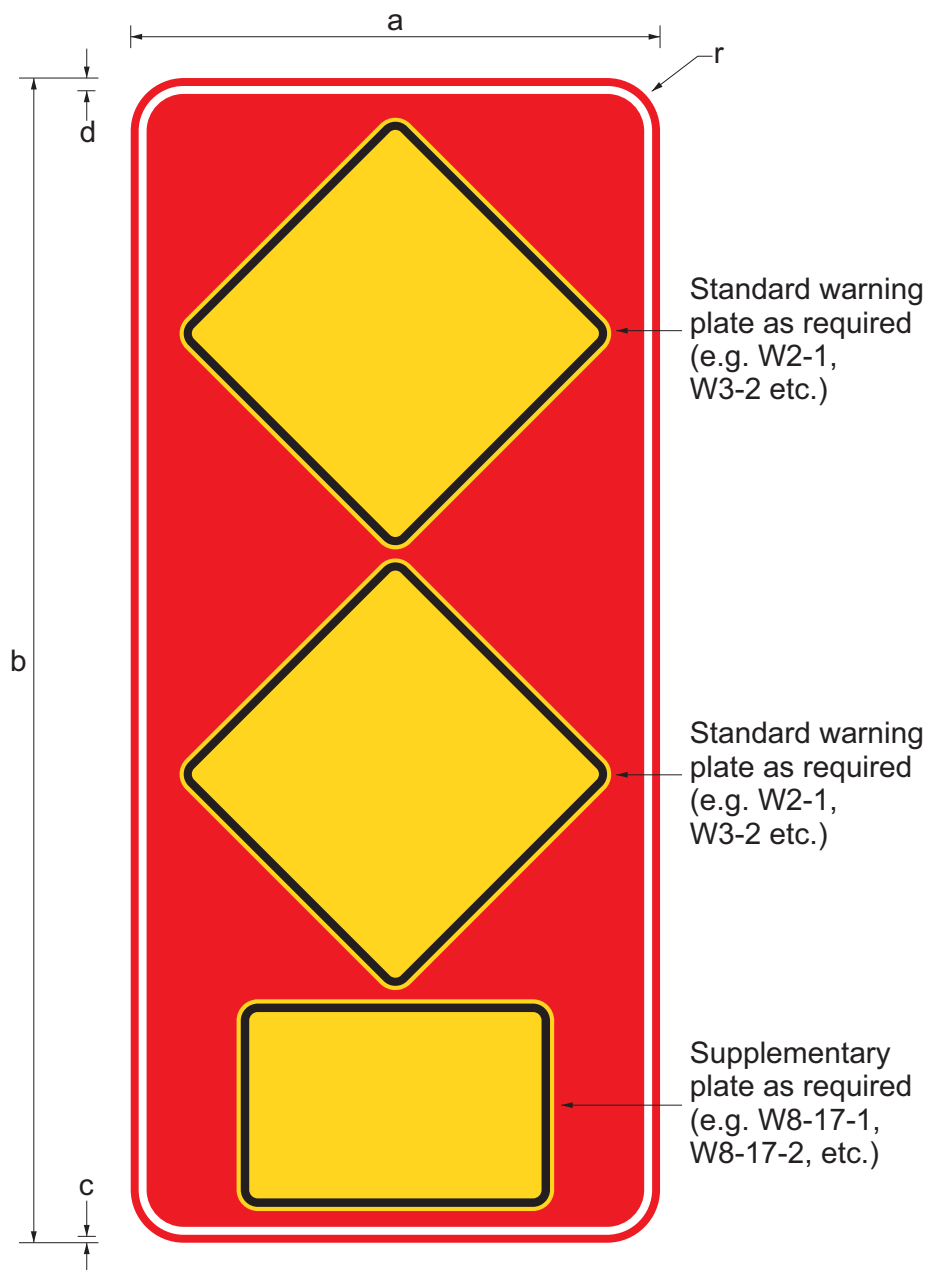 a
r
d
Standard warning
plate as required
(e.g. W2-1,
W3-2 etc.)
b
Standard warning
plate as required
(e.g. W2-1,
W3-2 etc.)
Supplementary
plate as required
(e.g. W8-17-1,
W8-17-2, etc.)
c